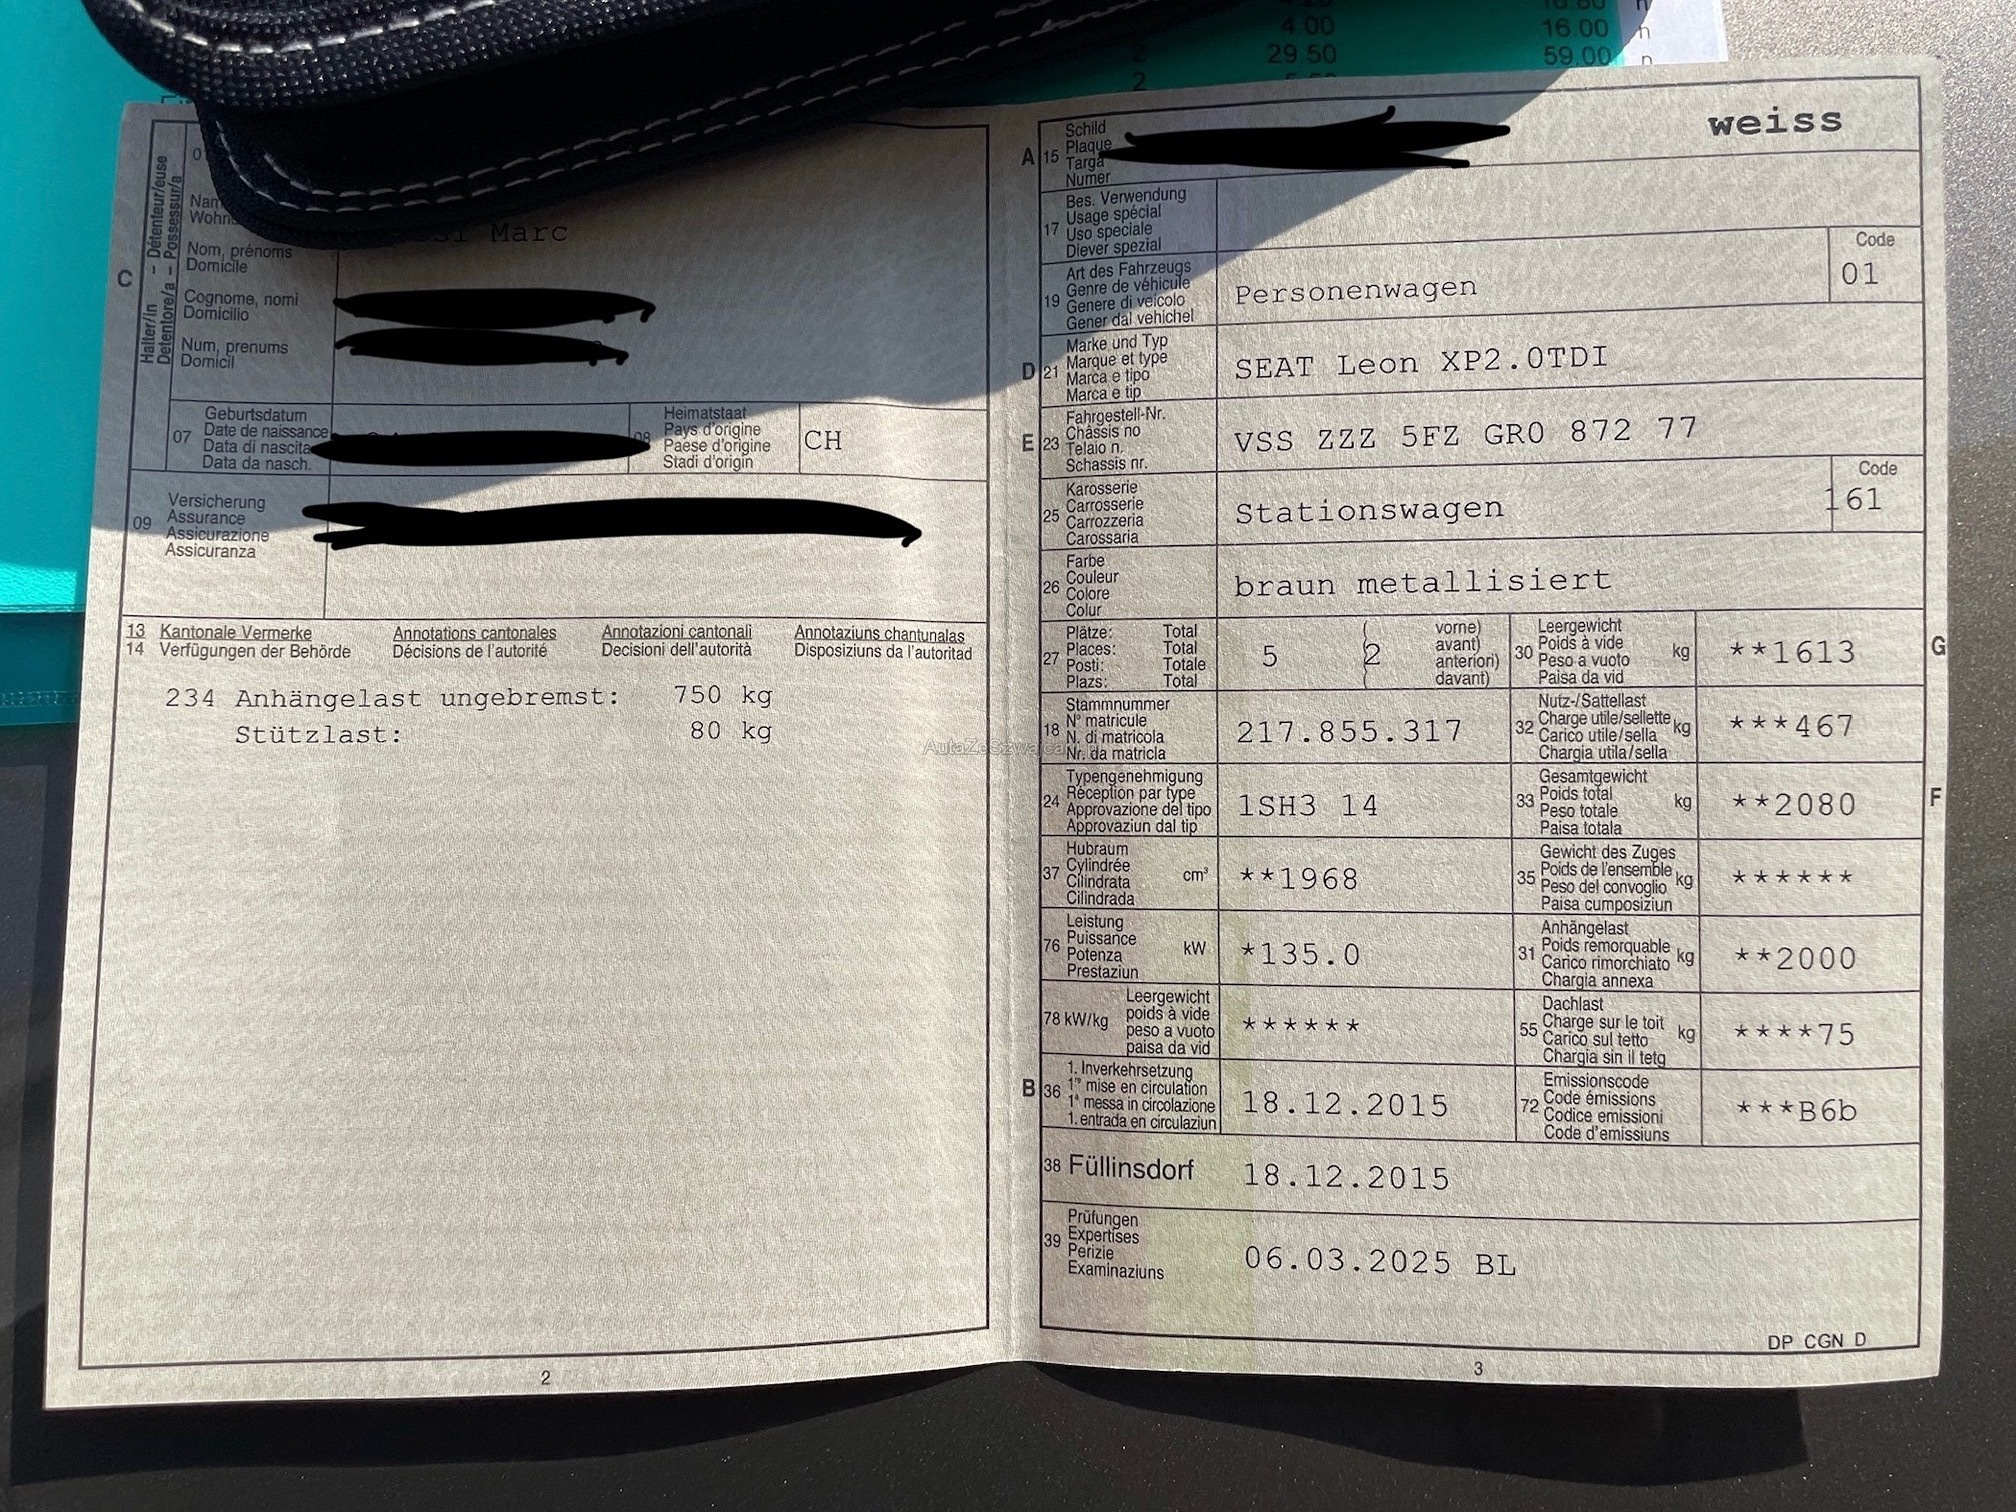 4.00 16.00 n
2 29.50 59.00 n
2
C
Halter/in - Détenteur/euse
Detentore/a - Possessur/a
Nom, prénoms
Domicile
Marc
Cognome, nomi
Domicilio
Num, prenums
Domicil
07
Geburtsdatum
Date de naissance
Data di nascita
Data da nasch.
08
Heimatstaat
Pays d'origine
Paese di origine
Stadi d'origin
CH
09
Versicherung
Assurance
Assicurazione
Assicuranza
13 Kantonale Vermerke Annotations cantonales Annotazioni cantonali Annotaziuns chantunalas
14 Verfügungen der Behörde Décisions de l'autorité Decisioni dell'autorità Disposiziuns da l'autoritad
234 Anhängelast ungebremst: 750 kg
Stützlast: 80 kg
2
A 15
Schild
Plaque
Targa
Numer
weiss
17
Bes. Verwendung
Usage spécial
Uso speciale
Diever spezial
19
Art des Fahrzeugs
Genre de véhicule
Genere di veicolo
Gener dal vehichel
Personenwagen
Code
01
D 21
Marke und Typ
Marque et type
Marca e tipo
Marca e tip
SEAT Leon XP2.0TDI
E 23
Fahrgestell-Nr.
Châssis no
Telaio n.
Schassis nr.
VSS ZZZ 5FZ GR0 872 77
25
Karosserie
Carrosserie
Carrozzeria
Carossaria
Stationswagen
Code
161
26
Farbe
Couleur
Colore
Colur
braun metallisiert
27
Plätze: Total
Places: Total
Posti: Totale
Plazs: Total
5 (2
vorne)
avant)
anteriori)
davant)
30
Leergewicht
Poids à vide
Peso a vuoto
Paisa da vid
kg
**1613
G
18
Stammnummer
N° matricule
N. di matricola
Nr. da matricla
217.855.317
32
Nutz-/Sattellast
Charge utile/sellette
Carico utile/sella
Chargia utila/sella
kg
***467
24
Typengenehmigung
Réception par type
Approvazione del tipo
Approvaziun dal tip
1SH3 14
33
Gesamtgewicht
Poids total
Peso totale
Paisa totala
kg
**2080
F
37
Hubraum
Cylindrée
Cilindrata
Cilindrada
cm³
**1968
35
Gewicht des Zuges
Poids de l'ensemble
Peso del convoglio
Paisa cumposiziun
kg
******
76
Leistung
Puissance
Potenza
Prestaziun
kW
*135.0
31
Anhängelast
Poids remorquable
Carico rimorchiato
Chargia annexa
kg
**2000
78 kW/kg
Leergewicht
poids à vide
peso a vuoto
paisa da vid
******
55
Dachlast
Charge sur le toit
Carico sul tetto
Chargia sin il tetg
kg
****75
B 36
1. Inverkehrsetzung
1re mise en circulation
1a messa in circolazione
1. entrada en circulaziun
18.12.2015
72
Emissionscode
Code émissions
Codice emissioni
Code d'emissiuns
***B6b
38 Füllinsdorf 18.12.2015
39
Prüfungen
Expertises
Perizie
Examinaziuns
06.03.2025 BL
DP CGN D
3